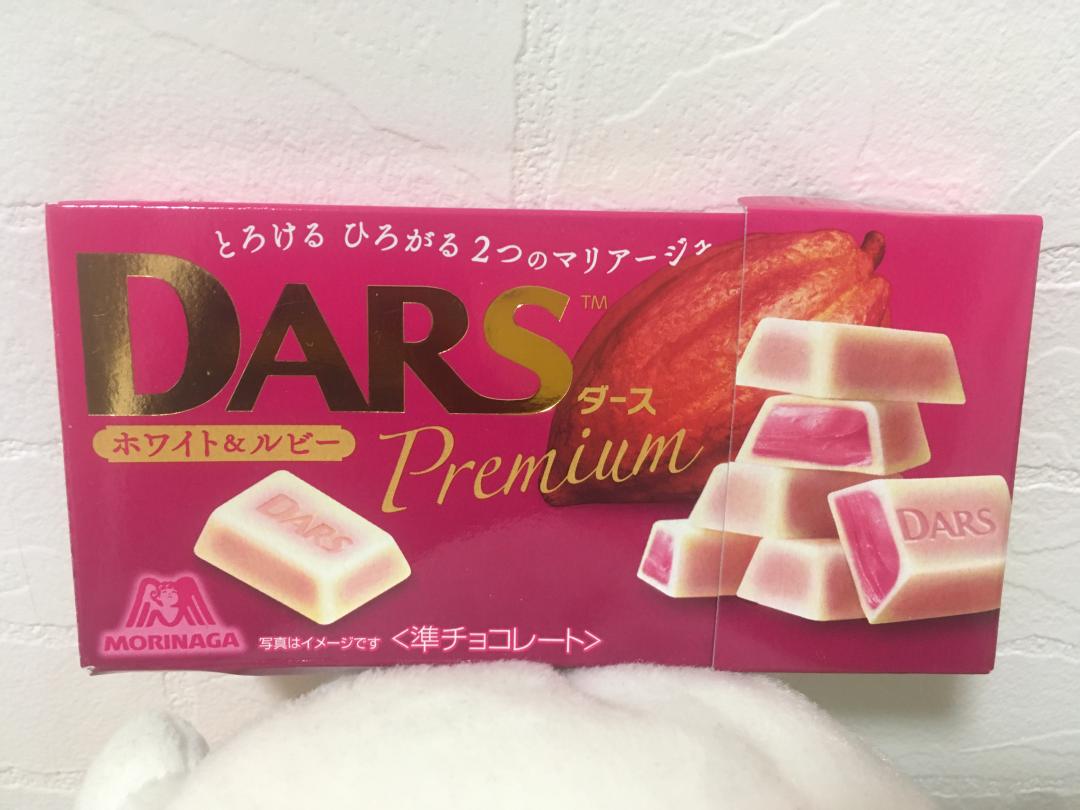 とろける ひろがる 2つのマリアージュ
DARS™
ダース
ホワイト&ルビー
Premium
DARS
DARS
MORINAGA
写真はイメージです
<準チョコレート>